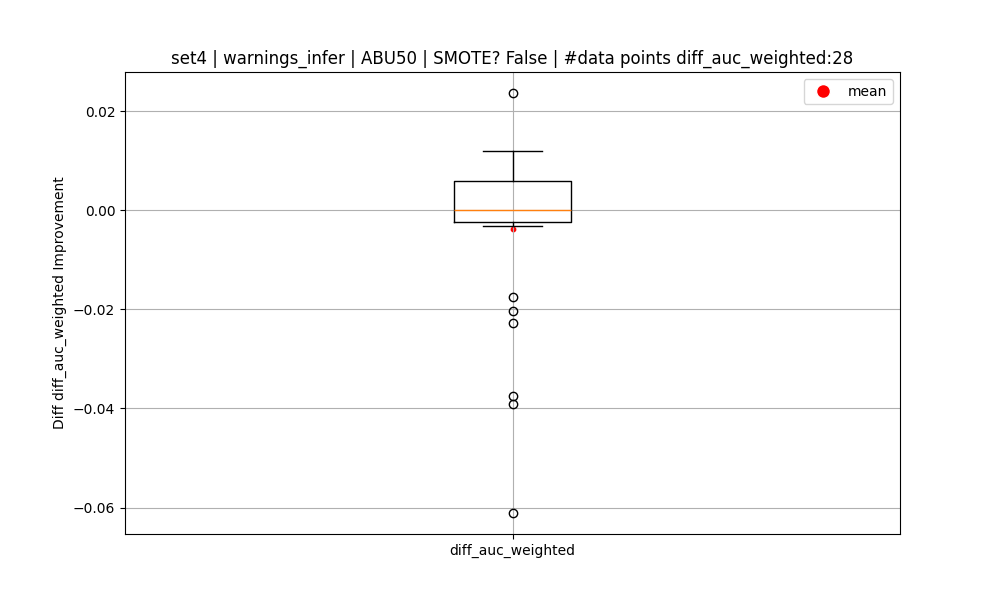 set4 | warnings_infer | ABU50 | SMOTE? False | #data points diff_auc_weighted:28
mean
0.02
0.00
−0.02
−0.04
−0.06
Diff diff_auc_weighted Improvement
diff_auc_weighted